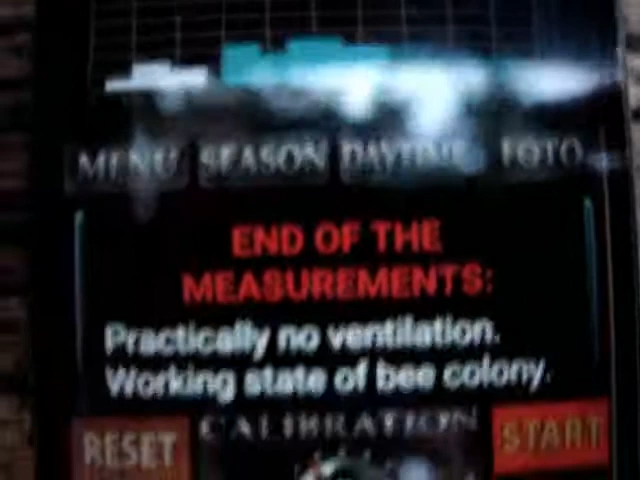 MENU SEASON DAYTIME FOTO
END OF THE
MEASUREMENTS:
Practically no ventilation.
Working state of bee colony.
RESET CALIBRATION START